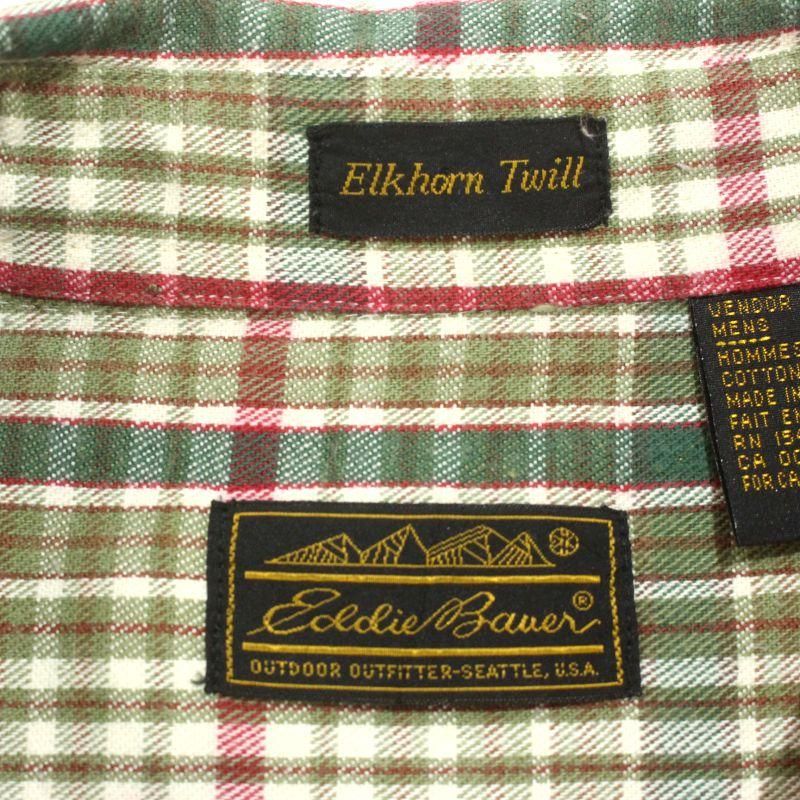 Elkhorn Twill
VENDOR
MENS
HOMMES
COTTON
MADE IN
FAIT EN
RN
CA
FOR CA
Eddie Bauer®
OUTDOOR OUTFITTER-SEATTLE, U.S.A.